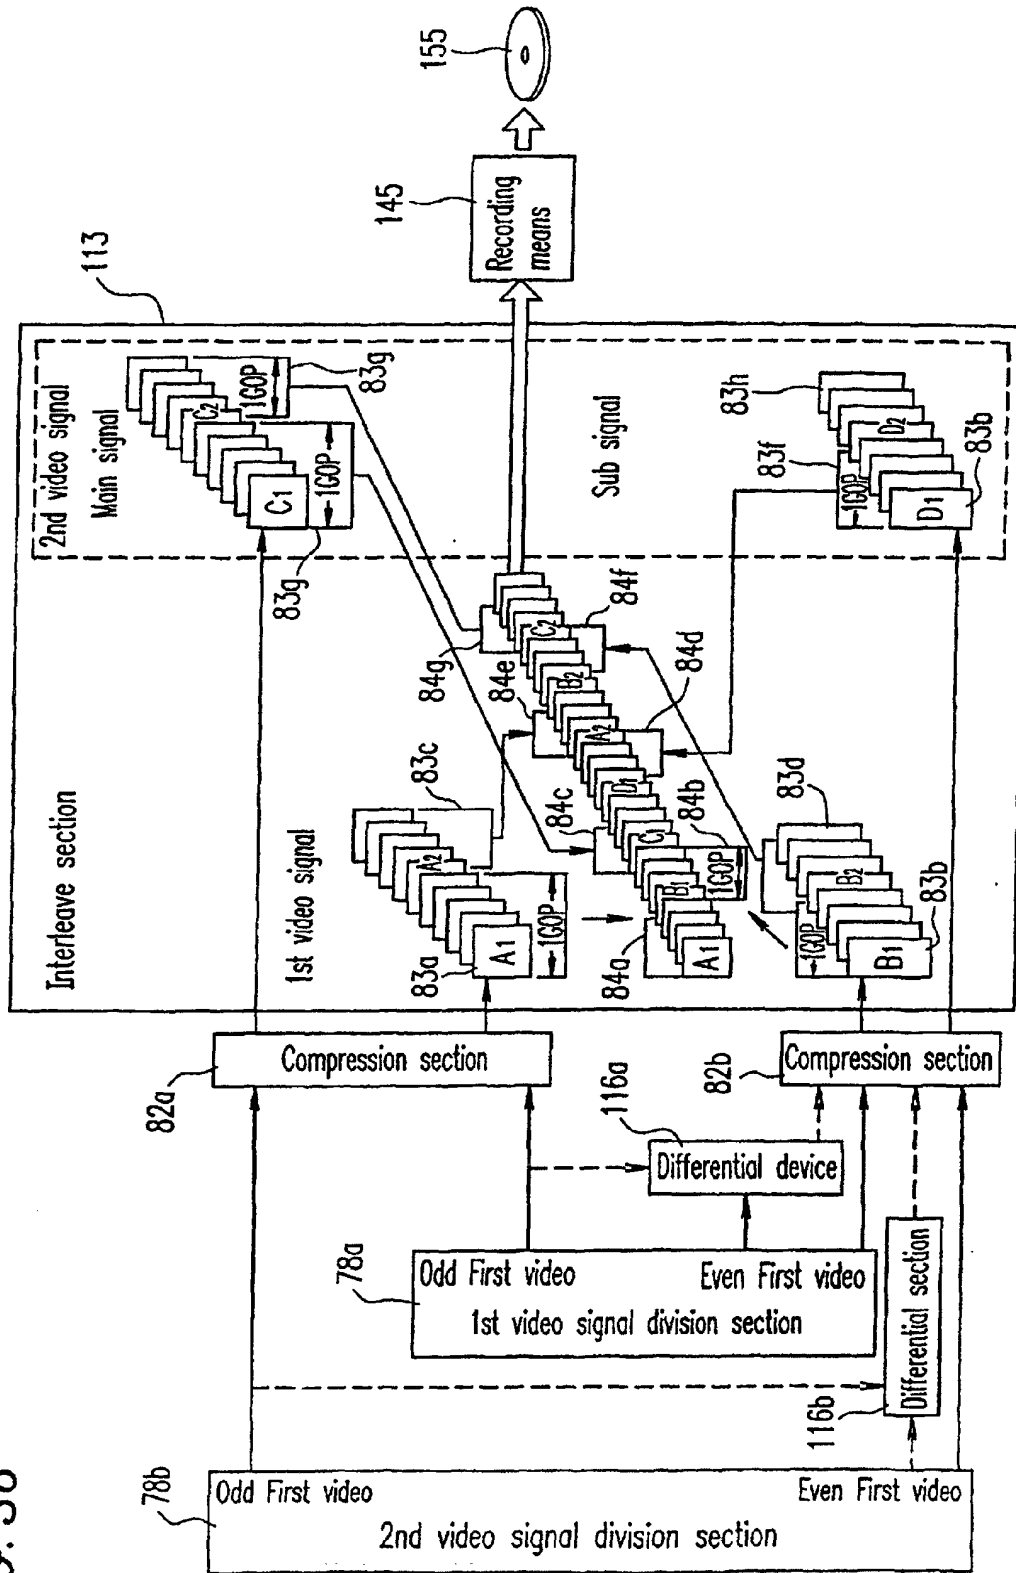 155
145
Recording
means
113
Interleave section
2nd video signal
Main signal
C2
1GOP
83g
C1
1GOP
83g
Sub signal
83h
D2
83f
1GOP
D1
83b
1st video signal
83c
A2
83a
A1
1GOP
84g
84e
84c
84a
C2
84f
B2
84d
A2
D1
C1
84b
B1
1GOP
A1
83d
B2
1GOP
B1
83b
82a
Compression section
116a
82b
Compression section
Differential device
78a
Odd First video
Even First video
1st video signal division section
116b
Differential section
78b
Odd First video
Even First video
2nd video signal division section